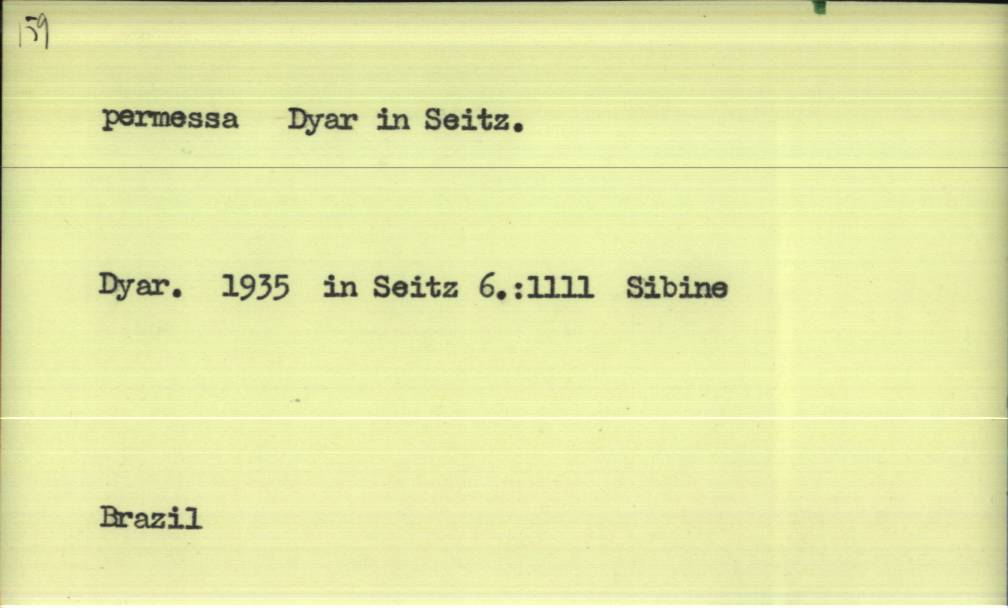 159
permessa Dyar in Seitz.
Dyar. 1935 in Seitz 6.:1111 Sibine
Brazil